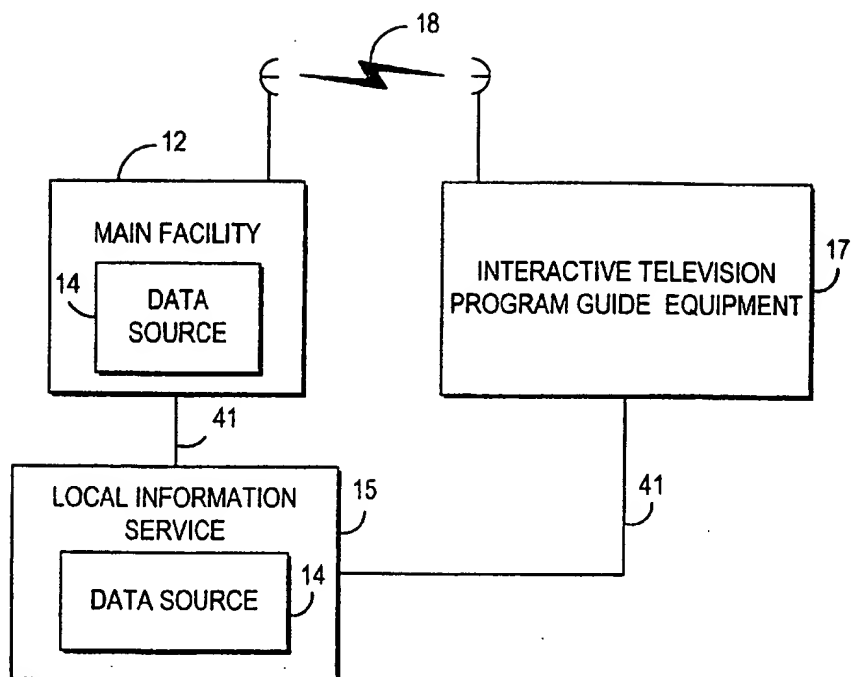 18
12
MAIN FACILITY
14
DATA
SOURCE
INTERACTIVE TELEVISION
PROGRAM GUIDE EQUIPMENT
17
41
LOCAL INFORMATION
SERVICE
15
41
DATA SOURCE
14